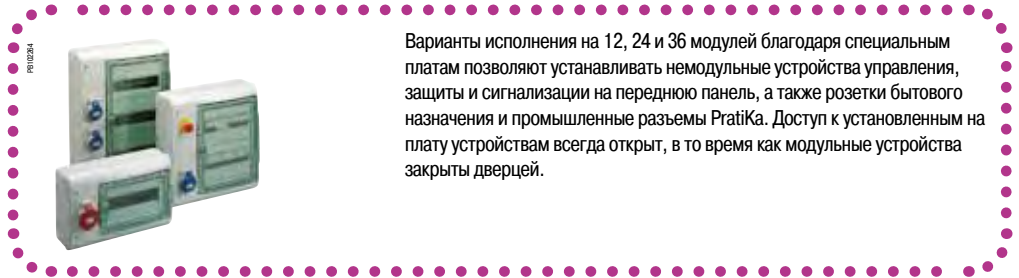 PB102264
Варианты исполнения на 12, 24 и 36 модулей благодаря специальным
платам позволяют устанавливать немодульные устройства управления,
защиты и сигнализации на переднюю панель, а также розетки бытового
назначения и промышленные разъемы PratiKa. Доступ к установленным на
плату устройствам всегда открыт, в то время как модульные устройства
закрыты дверцей.